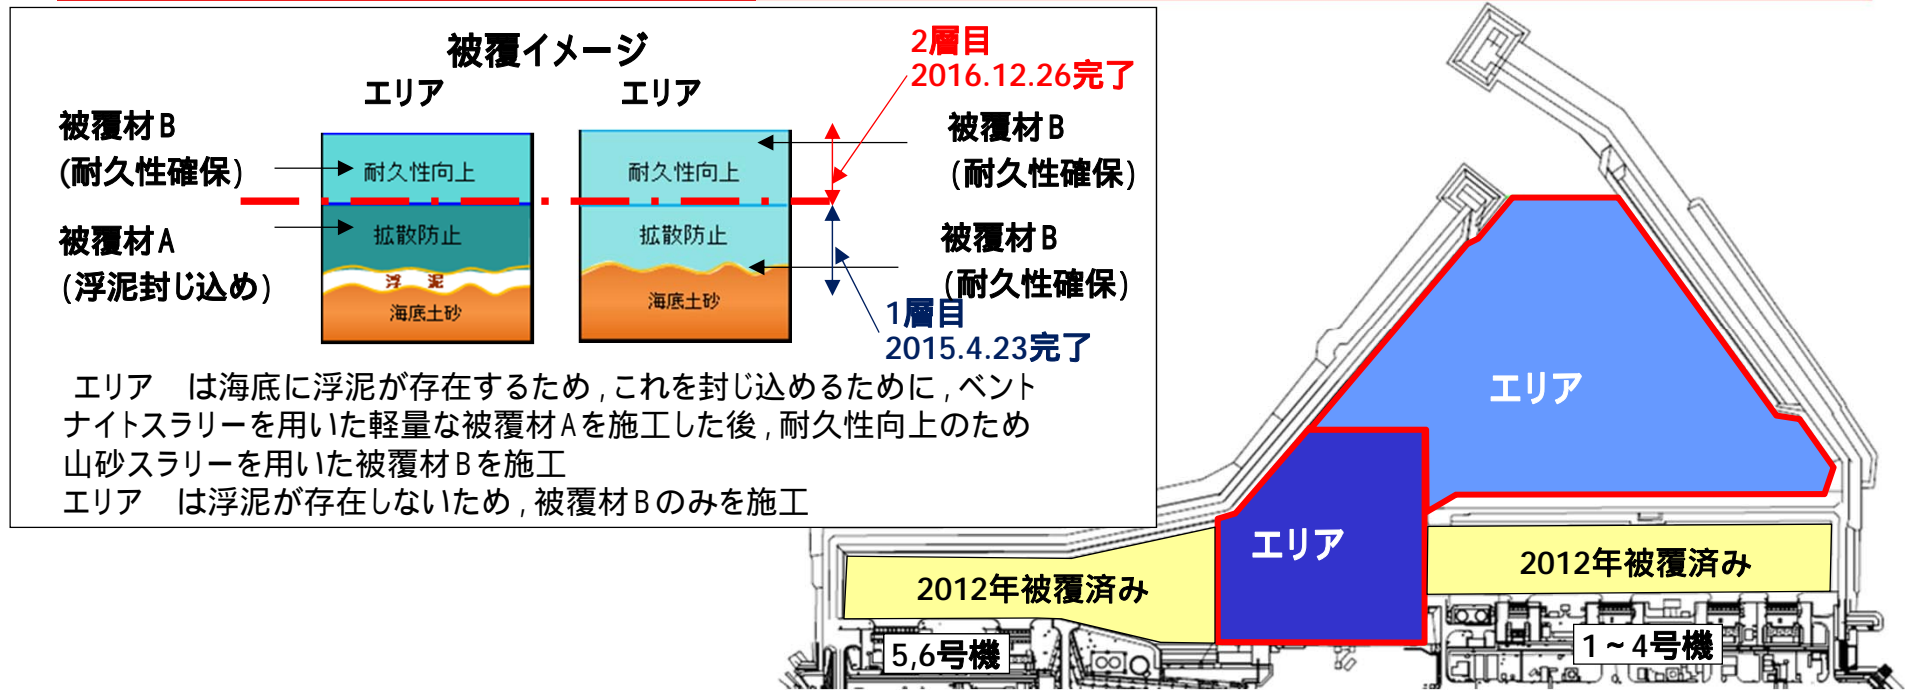 被覆イメージ
2層目
2016.12.26完了
エリア
エリア
被覆材B
(耐久性確保)
耐久性向上
耐久性向上
被覆材B
(耐久性確保)
被覆材A
(浮泥封じ込め)
拡散防止
拡散防止
被覆材B
(耐久性確保)
浮 泥
海底土砂
海底土砂
1層目
2015.4.23完了
エリア　は海底に浮泥が存在するため,これを封じ込めるために,ベント
ナイトスラリーを用いた軽量な被覆材Aを施工した後,耐久性向上のため
山砂スラリーを用いた被覆材Bを施工
エリア　は浮泥が存在しないため,被覆材Bのみを施工
エリア
エリア
2012年被覆済み
2012年被覆済み
5,6号機
1~4号機